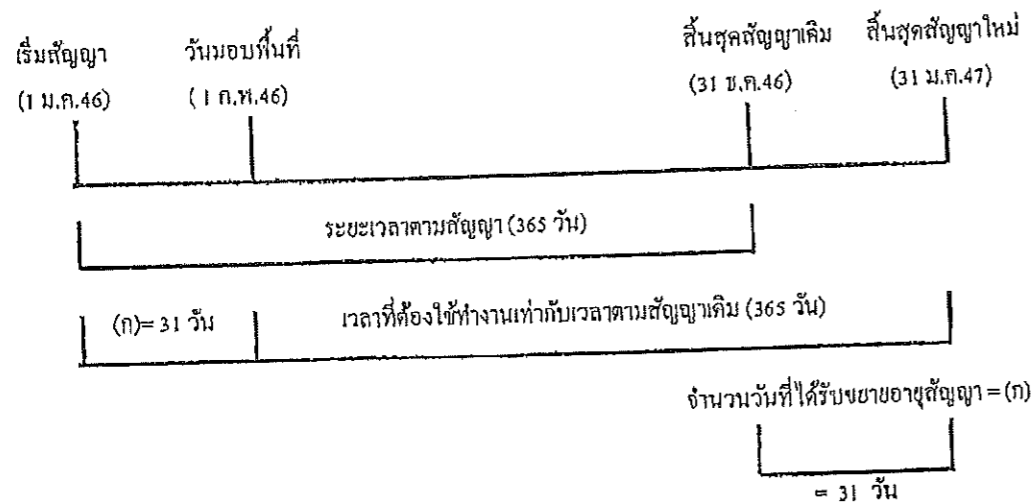 เริ่มสัญญา วันมอบพื้นที่ สิ้นสุดสัญญาเดิม สิ้นสุดสัญญาใหม่
(1 ม.ค.46) (1 ก.พ.46) (31 ธ.ค.46) (31 ม.ค.47)
ระยะเวลาตามสัญญา (365 วัน)
(ก)= 31 วัน เวลาที่ต้องใช้ทำงานเท่ากับเวลาตามสัญญาเดิม (365 วัน)
จำนวนวันที่ได้รับขยายอายุสัญญา = (ก)
= 31 วัน